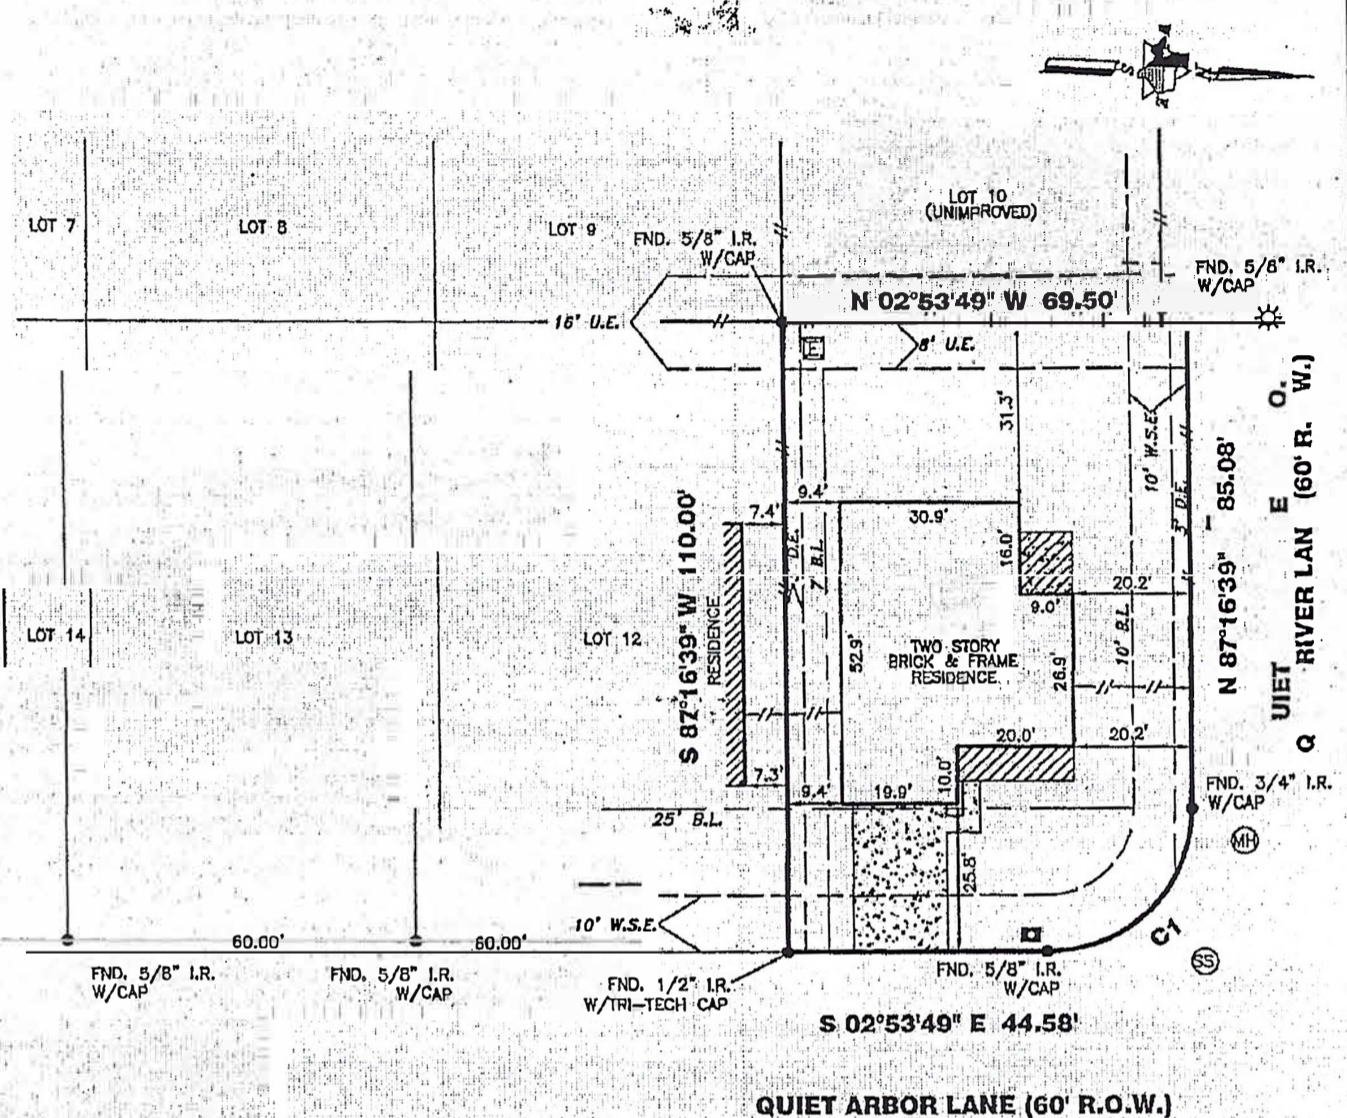 S
LOT 7
LOT 8
LOT 9
LOT 10
(UNIMPROVED)
FND. 5/8" I.R.
W/CAP
FND. 5/8" I.R.
W/CAP
N 02°53'49" W 69.50'
16' U.E.
8' U.E.
E
31.3'
10' W.S.E.
3' D.E.
N 87°16'39" 85.08'
QUIET RIVER LAN E (60' R. O. W.)
9.4'
7.4'
30.9'
S 87°16'39" W 110.00'
RESIDENCE
D.E.
7' B.L.
16.0'
9.0'
20.2'
10' B.L.
LOT 14
LOT 13
LOT 12
52.9'
TWO STORY
BRICK & FRAME
RESIDENCE
26.9'
20.0'
20.2'
7.3'
9.4'
19.9'
10.0'
25' B.L.
FND. 3/4" I.R.
W/CAP
MH
25.8'
10' W.S.E.
C1
SS
60.00'
60.00'
FND. 5/8" I.R.
W/CAP
FND. 5/8" I.R.
W/CAP
FND. 1/2" I.R.
W/TRI-TECH CAP
FND. 5/8" I.R.
W/CAP
S 02°53'49" E 44.58'
QUIET ARBOR LANE (60' R.O.W.)